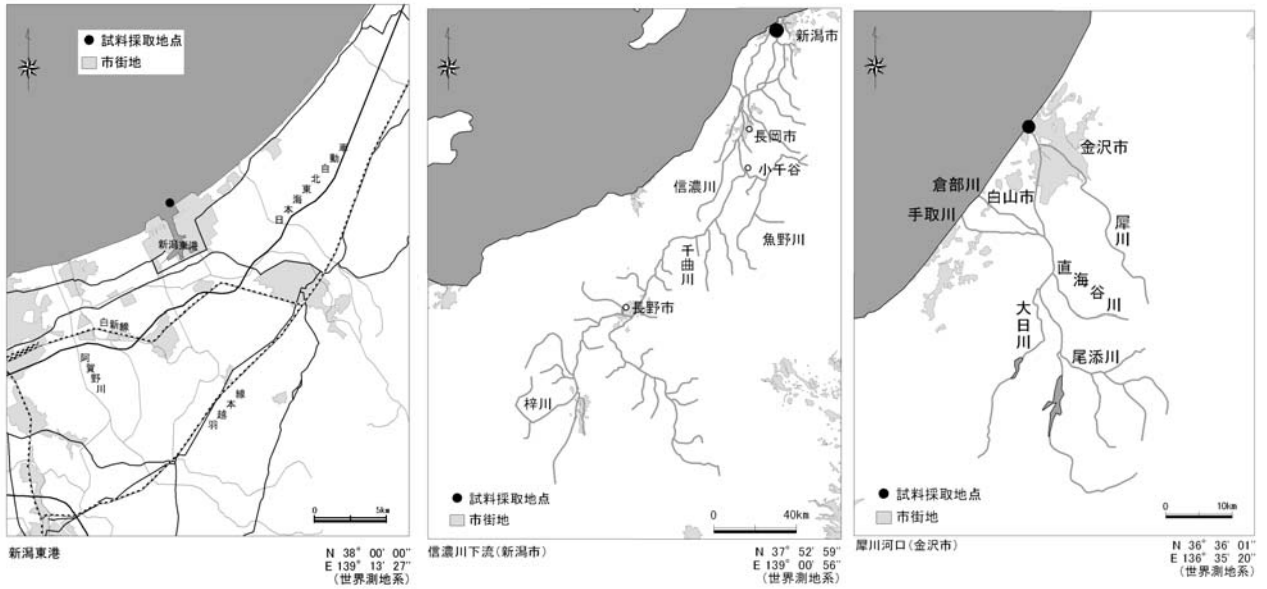 試料採取地点
市街地
日本海東北自動車道
新潟東港
白新線
阿賀野川
羽越本線
5km
新潟東港
N 38° 00′ 00″
E 139° 13′ 27″
(世界測地系)
新潟市
長岡市
小千谷
信濃川
魚野川
千曲川
長野市
梓川
試料採取地点
市街地
0 40km
信濃川下流(新潟市)
N 37° 52′ 59″
E 139° 00′ 56″
(世界測地系)
金沢市
倉部川
白山市
手取川
犀川
直海谷川
大日川
尾添川
試料採取地点
市街地
0 10km
犀川河口(金沢市)
N 36° 36′ 01″
E 136° 35′ 20″
(世界測地系)